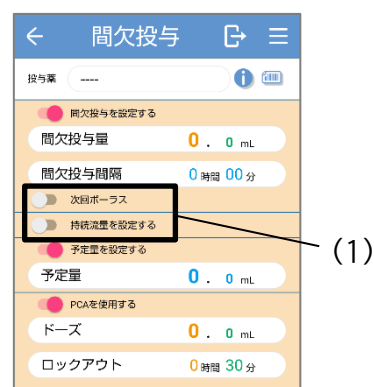 間欠投与
投与薬 ----
間欠投与を設定する
間欠投与量 0 . 0 mL
間欠投与間隔 0 時間 00 分
次回ボーラス
持続流量を設定する
(1)
予定量を設定する
予定量 0 . 0 mL
PCAを使用する
ドーズ 0 . 0 mL
ロックアウト 0 時間 30 分